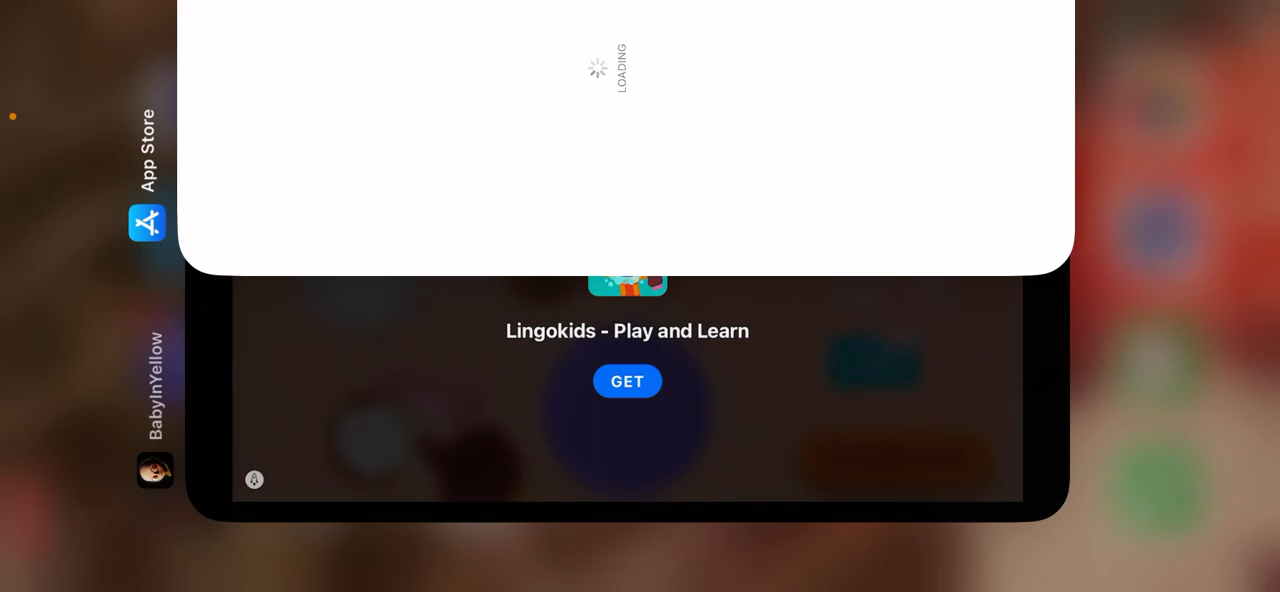 LOADING
App Store
Lingokids - Play and Learn
GET
BabyInYellow